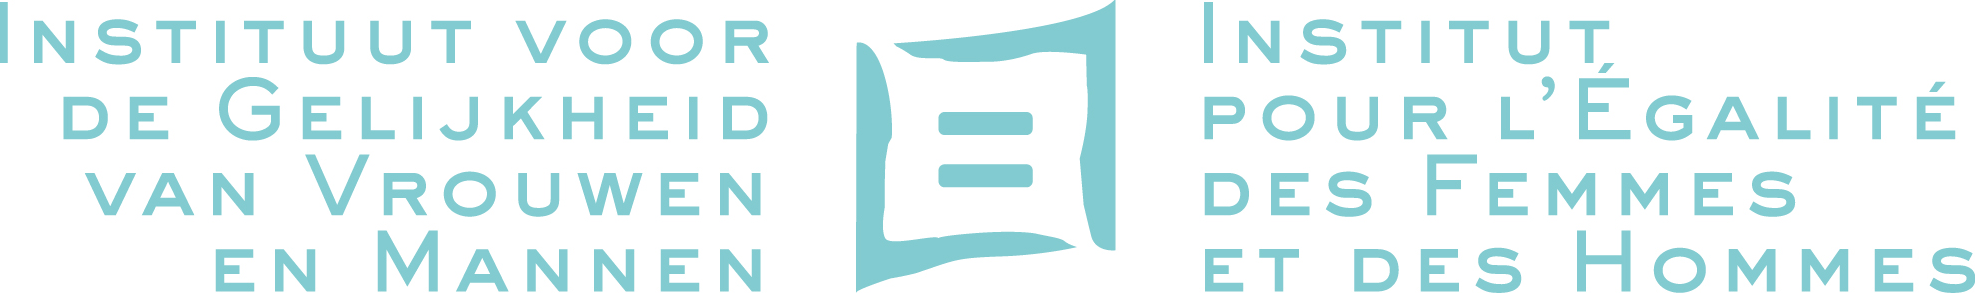 Instituut voor
de Gelijkheid
van Vrouwen
en Mannen
=
Institut
pour l'Égalité
des Femmes
et des Hommes